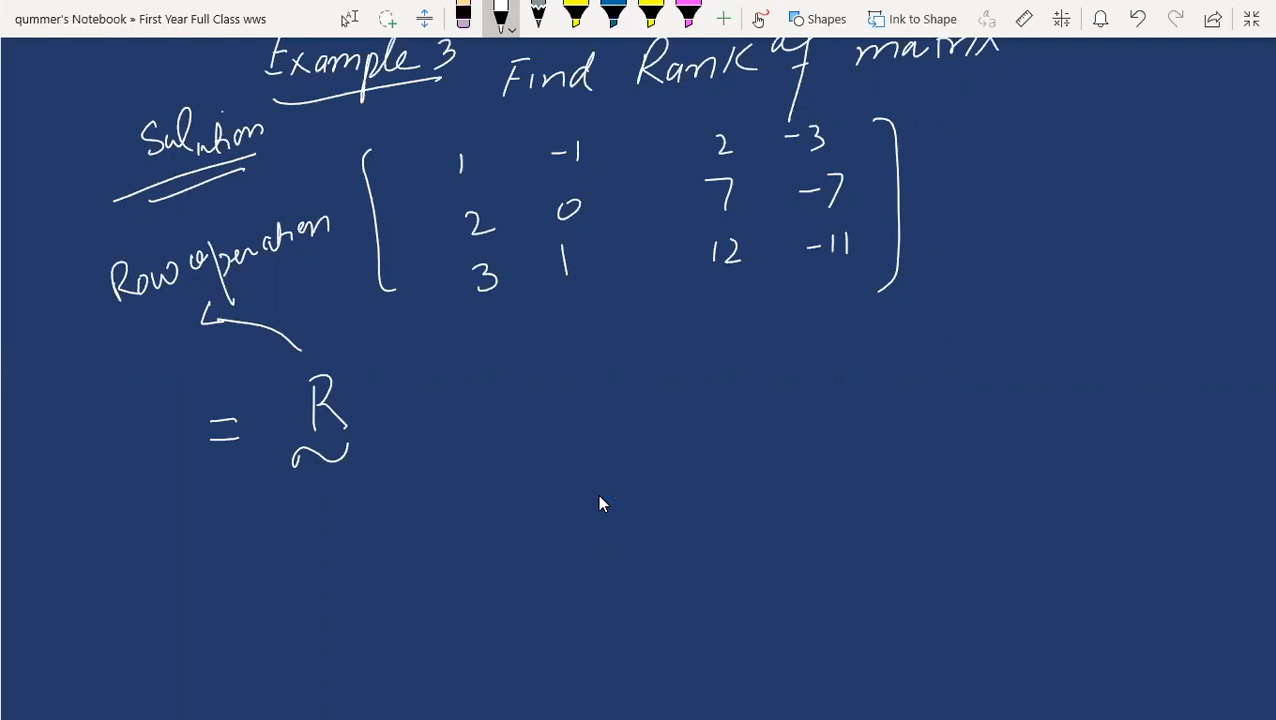 qummer's Notebook » First Year Full Class wws
Shapes
Ink to Shape
Example 3 Find Rank of matrix
Solution
1 -1 2 -3
2 0 7 -7
3 1 12 -11
Row operation
= R
~